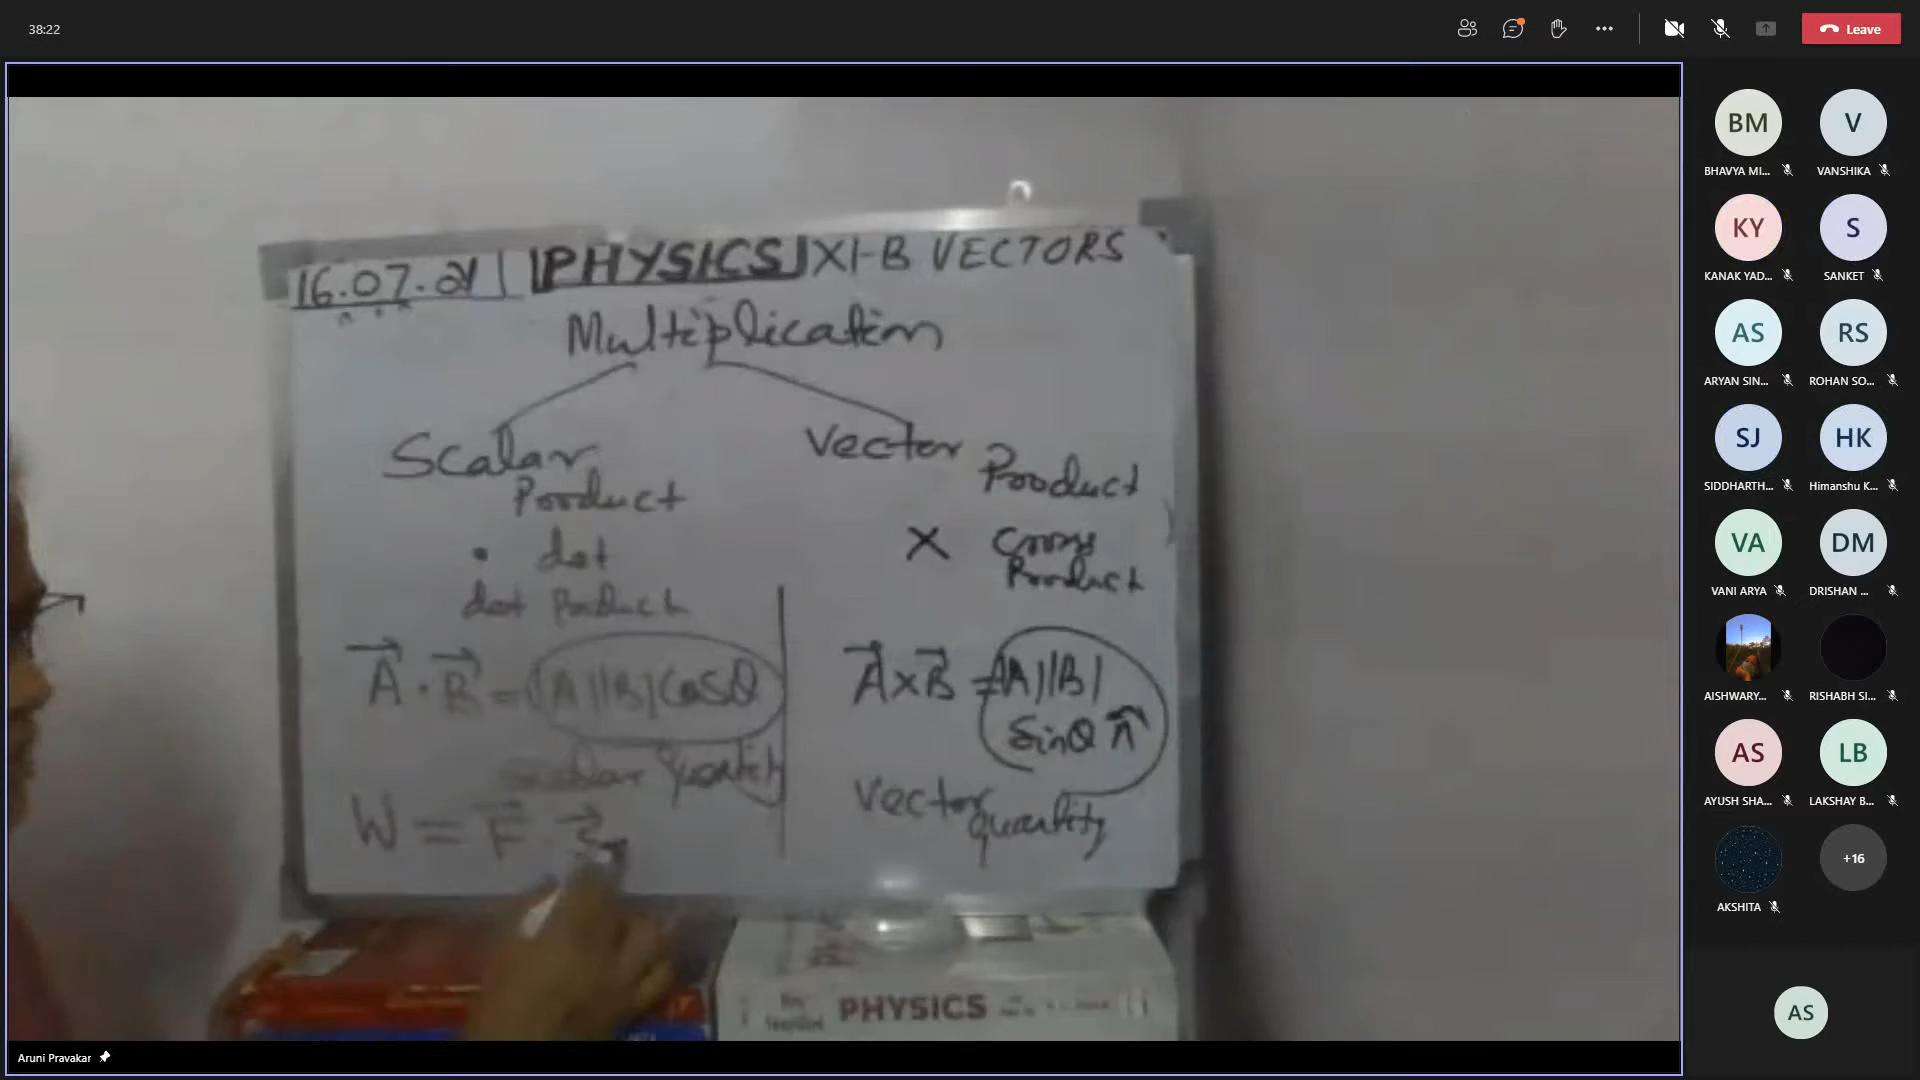 38:22
Leave
16.07.21 PHYSICS XI-B VECTORS
Multiplication
Scalar Product
Vector Product
• dot
× Cross Product
dot Product
A⃗ · B⃗ = |A||B| cosθ
A⃗ × B⃗ = |A||B| sinθ n̂
scalar quantity
Vector quantity
W = F⃗ · S⃗
PHYSICS
Aruni Pravakar
BM
BHAVYA MI...
V
VANSHIKA
KY
KANAK YAD...
S
SANKET
AS
ARYAN SIN...
RS
ROHAN SO...
SJ
SIDDHARTH...
HK
Himanshu K...
VA
VANI ARYA
DM
DRISHAN ...
AISHWARY...
RISHABH SI...
AS
AYUSH SHA...
LB
LAKSHAY B...
AKSHITA
+16
AS